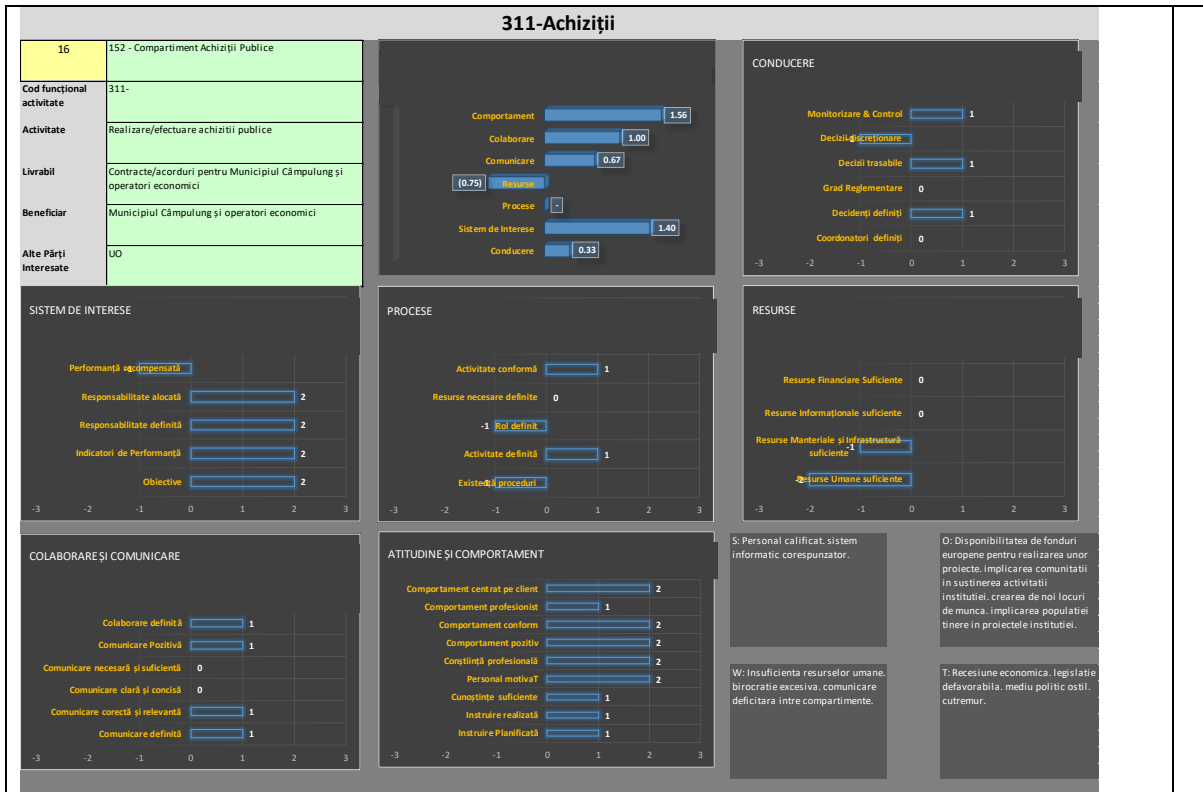 311-Achiziții
16
152 - Compartiment Achiziții Publice
Cod funcțional
activitate
311-
Activitate
Realizare/efectuare achizitii publice
Livrabil
Contracte/acorduri pentru Municipiul Câmpulung și
operatori economici
Beneficiar
Municipiul Câmpulung și operatori economici
Alte Părți
Interesate
UO
Comportament 1.56
Colaborare 1.00
Comunicare 0.67
(0.75) Resurse
Procese -
Sistem de Interese 1.40
Conducere 0.33
CONDUCERE
Monitorizare & Control 1
Decizii discreționare -1
Decizii trasabile 1
Grad Reglementare 0
Decidenți definiți 1
Coordonatori definiți 0
-3 -2 -1 0 1 2 3
SISTEM DE INTERESE
Performanță recompensată -1
Responsabilitate alocată 2
Responsabilitate definită 2
Indicatori de Performanță 2
Obiective 2
-3 -2 -1 0 1 2 3
PROCESE
Activitate conformă 1
Resurse necesare definite 0
-1 Rol definit
Activitate definită 1
Existență proceduri -1
-3 -2 -1 0 1 2 3
RESURSE
Resurse Financiare Suficiente 0
Resurse Informaționale suficiente 0
Resurse Manteriale și Infrastructură
suficiente -1
Resurse Umane suficiente -2
-3 -2 -1 0 1 2 3
COLABORARE ȘI COMUNICARE
Colaborare definită 1
Comunicare Pozitivă 1
Comunicare necesară și suficientă 0
Comunicare clară și concisă 0
Comunicare corectă și relevantă 1
Comunicare definită 1
-3 -2 -1 0 1 2 3
ATITUDINE ȘI COMPORTAMENT
Comportament centrat pe client 2
Comportament profesionist 1
Comportament conform 2
Comportament pozitiv 2
Conștiință profesională 2
Personal motivaT 2
Cunoștințe suficiente 1
Instruire realizată 1
Instruire Planificată 1
-3 -2 -1 0 1 2 3
S: Personal calificat. sistem
informatic corespunzator.
O: Disponibilitatea de fonduri
europene pentru realizarea unor
proiecte. implicarea comunitatii
in sustinerea activitatii
institutiei. crearea de noi locuri
de munca. implicarea populatiei
tinere in proiectele institutiei.
W: Insuficienta resurselor umane.
birocratie excesiva. comunicare
deficitara intre compartimente.
T: Recesiune economica. legislatie
defavorabila. mediu politic ostil.
cutremur.